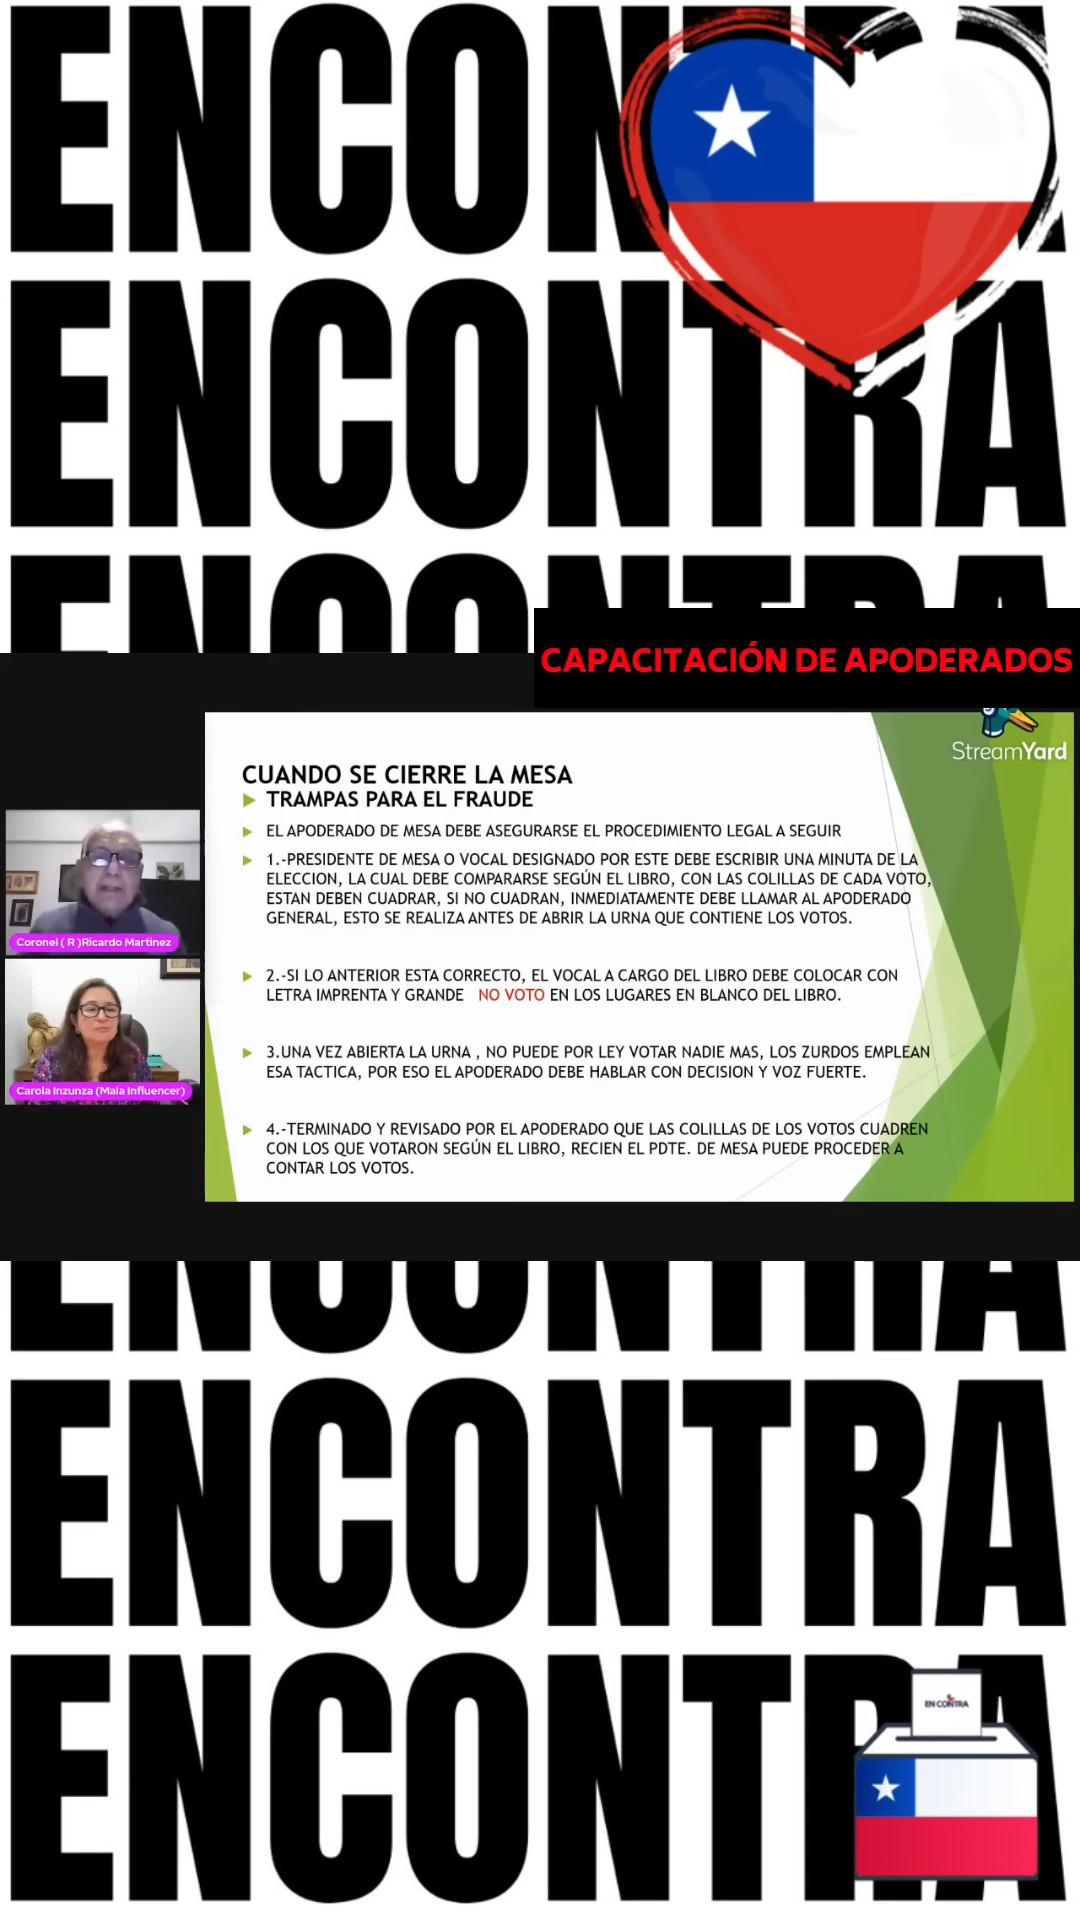 ENCONTRA
ENCONTRA
ENCONTRA
CAPACITACIÓN DE APODERADOS
StreamYard
CUANDO SE CIERRE LA MESA
TRAMPAS PARA EL FRAUDE
EL APODERADO DE MESA DEBE ASEGURARSE EL PROCEDIMIENTO LEGAL A SEGUIR
1.-PRESIDENTE DE MESA O VOCAL DESIGNADO POR ESTE DEBE ESCRIBIR UNA MINUTA DE LA
ELECCION, LA CUAL DEBE COMPARARSE SEGÚN EL LIBRO, CON LAS COLILLAS DE CADA VOTO,
ESTAN DEBEN CUADRAR, SI NO CUADRAN, INMEDIATAMENTE DEBE LLAMAR AL APODERADO
GENERAL, ESTO SE REALIZA ANTES DE ABRIR LA URNA QUE CONTIENE LOS VOTOS.
2.-SI LO ANTERIOR ESTA CORRECTO, EL VOCAL A CARGO DEL LIBRO DEBE COLOCAR CON
LETRA IMPRENTA Y GRANDE NO VOTO EN LOS LUGARES EN BLANCO DEL LIBRO.
3.UNA VEZ ABIERTA LA URNA , NO PUEDE POR LEY VOTAR NADIE MAS, LOS ZURDOS EMPLEAN
ESA TACTICA, POR ESO EL APODERADO DEBE HABLAR CON DECISION Y VOZ FUERTE.
4.-TERMINADO Y REVISADO POR EL APODERADO QUE LAS COLILLAS DE LOS VOTOS CUADREN
CON LOS QUE VOTARON SEGÚN EL LIBRO, RECIEN EL PDTE. DE MESA PUEDE PROCEDER A
CONTAR LOS VOTOS.
Coronel ( R )Ricardo Martinez
Carola Inzunza (Mala Influencer)
ENCONTRA
ENCONTRA
ENCONTRA
EN CONTRA